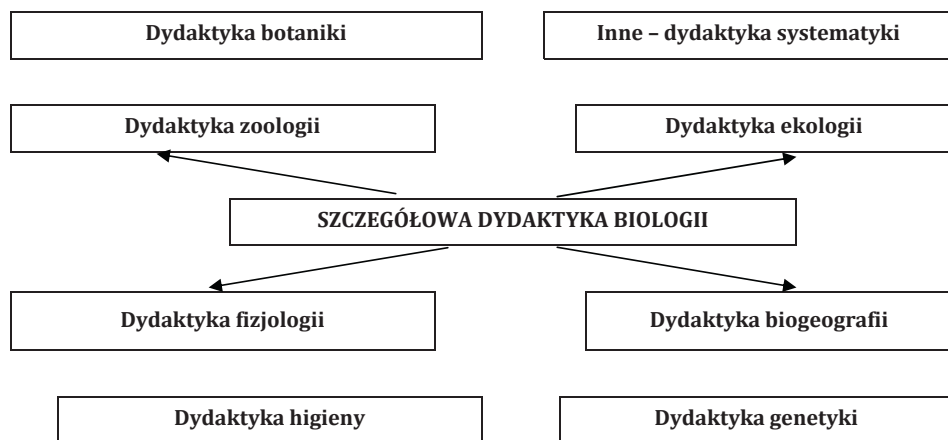 Dydaktyka botaniki
Inne – dydaktyka systematyki
Dydaktyka zoologii
Dydaktyka ekologii
SZCZEGÓŁOWA DYDAKTYKA BIOLOGII
Dydaktyka fizjologii
Dydaktyka biogeografii
Dydaktyka higieny
Dydaktyka genetyki